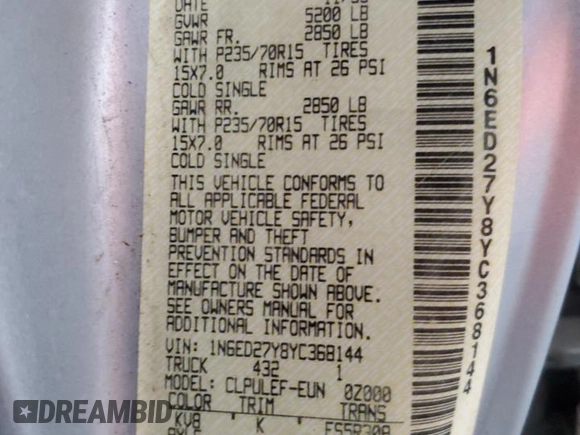 DATE
GVWR 5200 LB
GAWR FR. 2850 LB
WITH P235/70R15 TIRES
15X7.0 RIMS AT 26 PSI
COLD SINGLE
GAWR RR. 2850 LB
WITH P235/70R15 TIRES
15X7.0 RIMS AT 26 PSI
COLD SINGLE
THIS VEHICLE CONFORMS TO
ALL APPLICABLE FEDERAL
MOTOR VEHICLE SAFETY,
BUMPER AND THEFT
PREVENTION STANDARDS IN
EFFECT ON THE DATE OF
MANUFACTURE SHOWN ABOVE.
SEE OWNERS MANUAL FOR
ADDITIONAL INFORMATION.
VIN: 1N6ED27Y8YC368144
TRUCK 432 1
MODEL: CLPULEF-EUN 0Z000
COLOR TRIM TRANS
KV8 K
1N6ED27Y8YC368144
DREAMBID